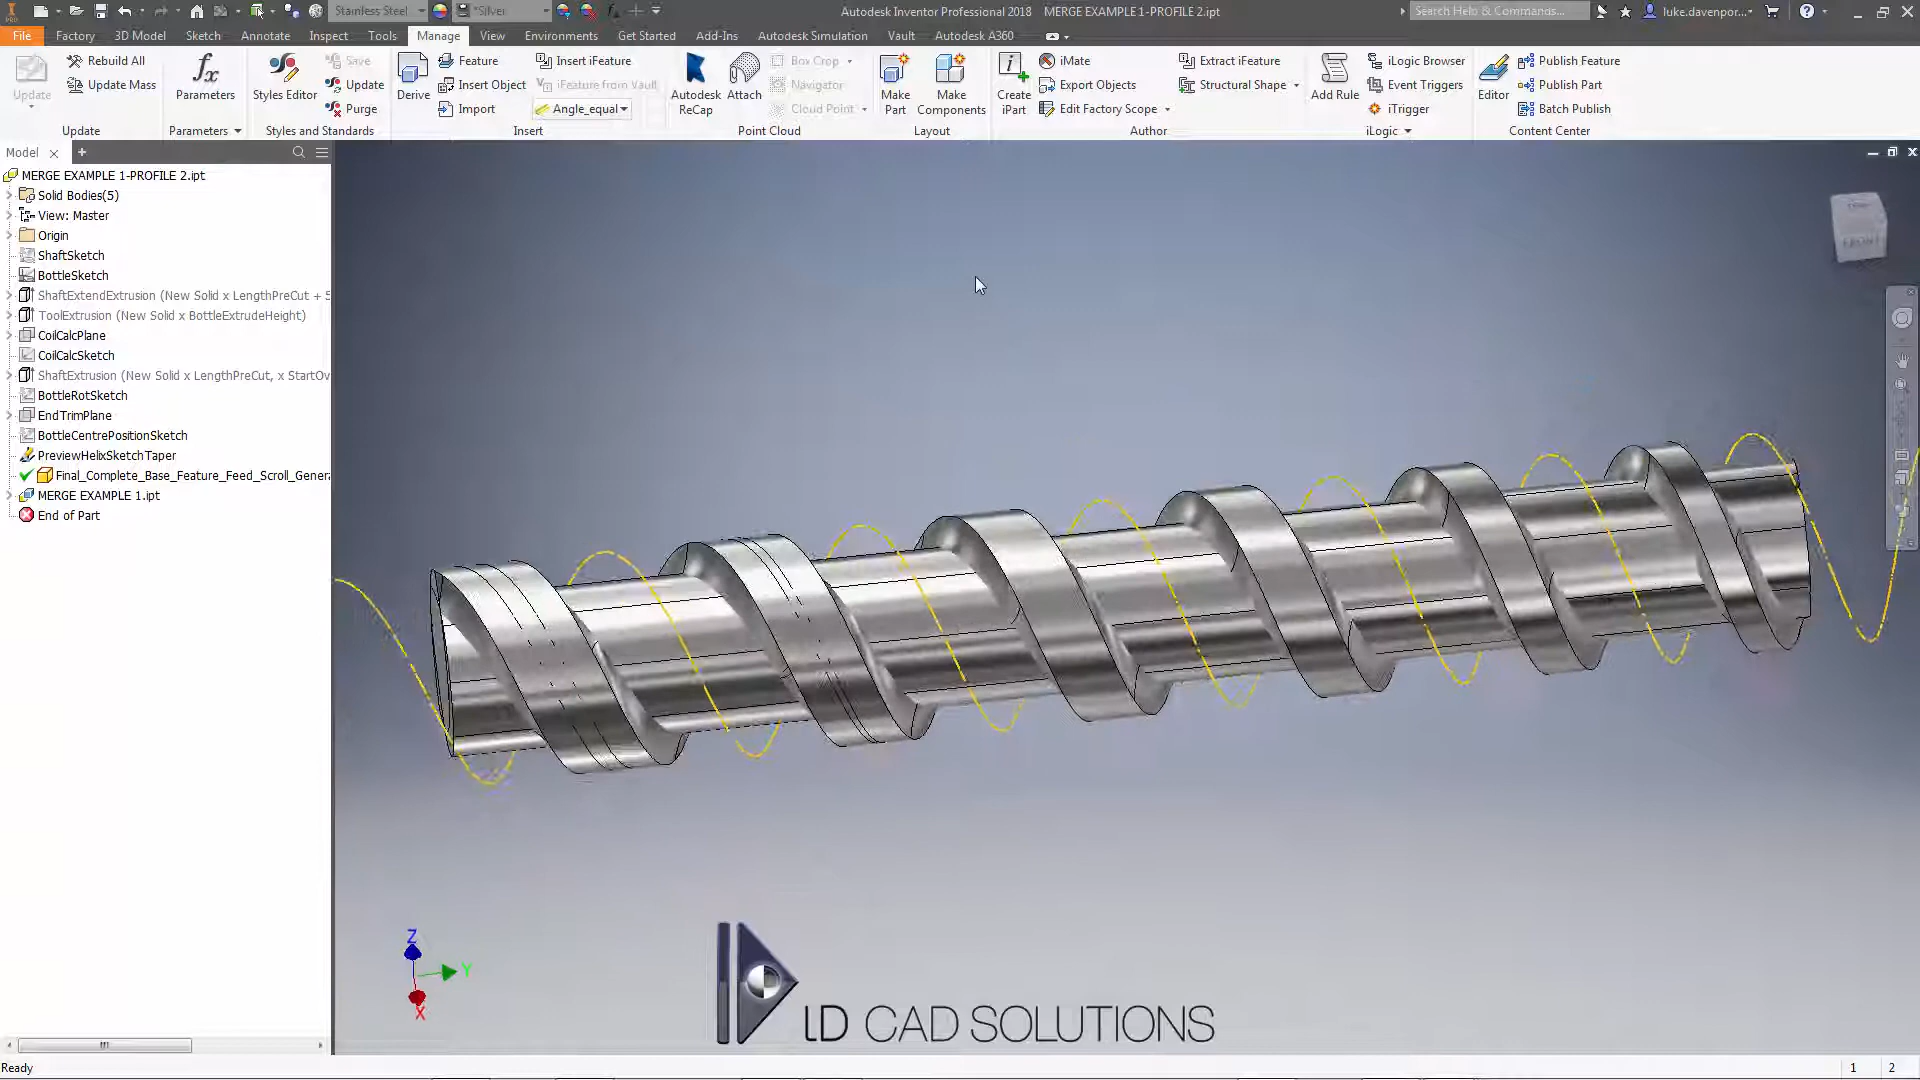 Stainless Steel
*Silver
Autodesk Inventor Professional 2018 MERGE EXAMPLE 1-PROFILE 2.ipt
Search Help & Commands...
luke.davenpor...
File Factory 3D Model Sketch Annotate Inspect Tools Manage View Environments Get Started Add-Ins Autodesk Simulation Vault Autodesk A360
Update
Rebuild All
Update Mass
Update
Parameters
Parameters
Styles Editor
Save
Update
Purge
Styles and Standards
Derive
Feature
Insert Object
Import
Insert iFeature
iFeature from Vault
Angle_equal
Insert
Autodesk
ReCap
Attach
Box Crop
Navigator
Cloud Point
Point Cloud
Make
Part
Make
Components
Layout
Create
iPart
iMate
Export Objects
Edit Factory Scope
Extract iFeature
Structural Shape
Author
Add Rule
iLogic Browser
Event Triggers
iTrigger
iLogic
Editor
Publish Feature
Publish Part
Batch Publish
Content Center
Model
MERGE EXAMPLE 1-PROFILE 2.ipt
Solid Bodies(5)
View: Master
Origin
ShaftSketch
BottleSketch
ShaftExtendExtrusion (New Solid x LengthPreCut + 5
ToolExtrusion (New Solid x BottleExtrudeHeight)
CoilCalcPlane
CoilCalcSketch
ShaftExtrusion (New Solid x LengthPreCut, x StartOv
BottleRotSketch
EndTrimPlane
BottleCentrePositionSketch
PreviewHelixSketchTaper
Final_Complete_Base_Feature_Feed_Scroll_Genera
MERGE EXAMPLE 1.ipt
End of Part
FRONT
Z
Y
X
LD CAD SOLUTIONS
Ready
1 2